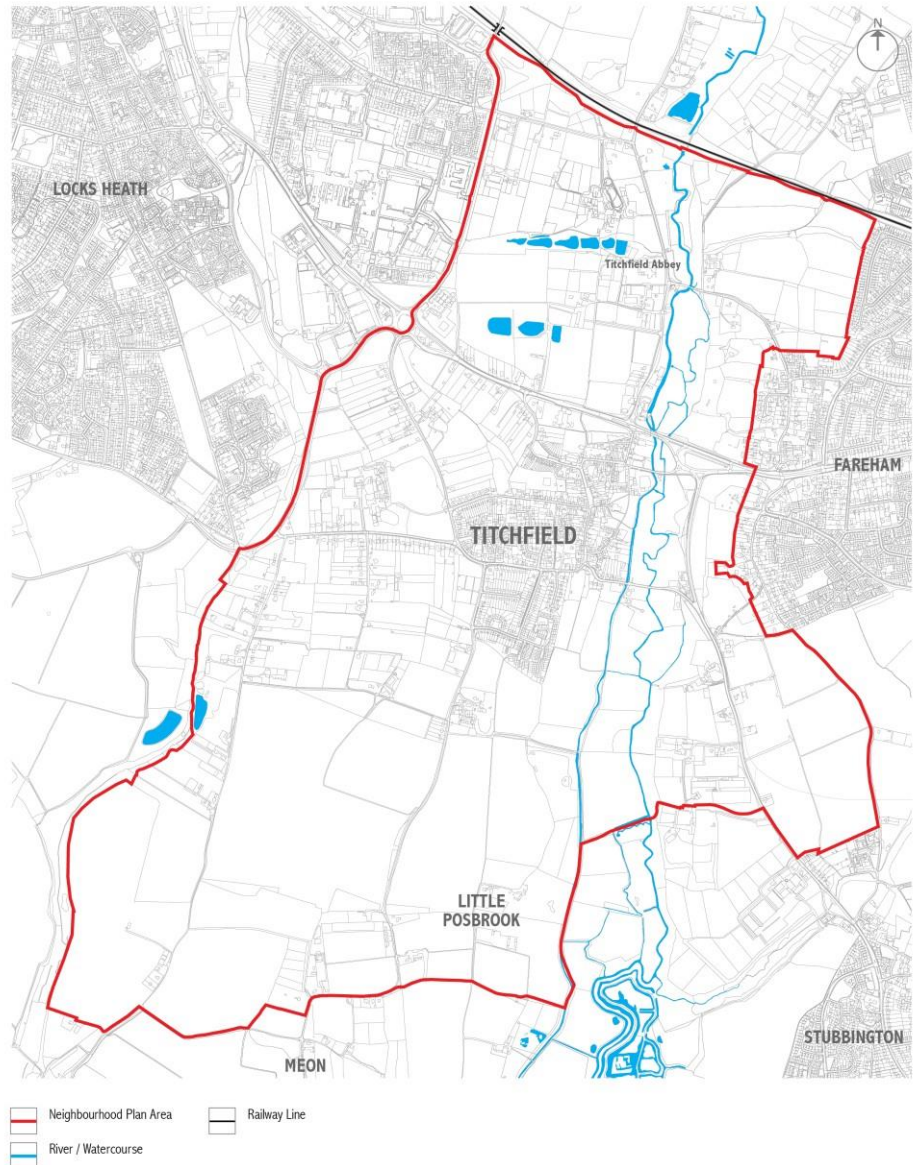 N
LOCKS HEATH
Titchfield Abbey
FAREHAM
TITCHFIELD
LITTLE
POSBROOK
STUBBINGTON
MEON
Neighbourhood Plan Area
Railway Line
River / Watercourse